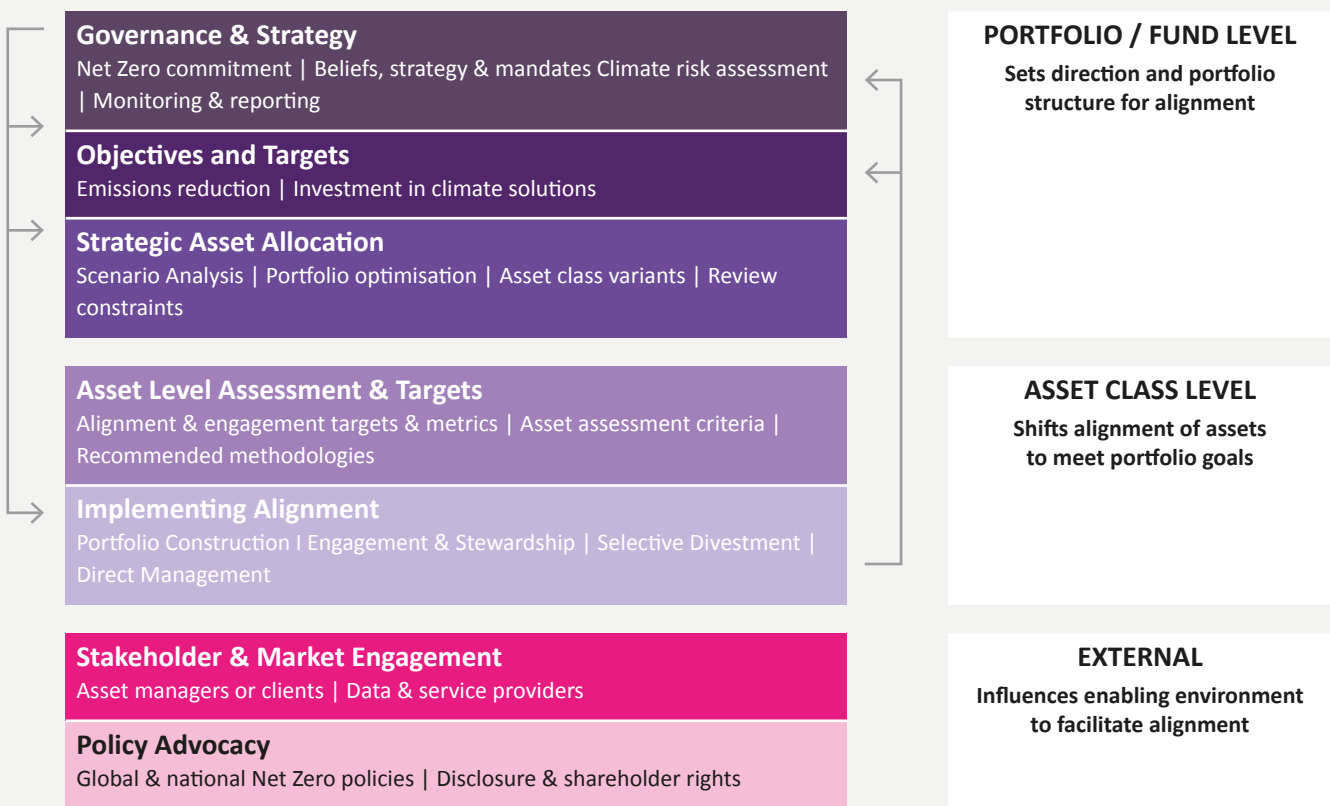 Governance & Strategy
Net Zero commitment | Beliefs, strategy & mandates Climate risk assessment
| Monitoring & reporting
Objectives and Targets
Emissions reduction | Investment in climate solutions
Strategic Asset Allocation
Scenario Analysis | Portfolio optimisation | Asset class variants | Review
constraints
PORTFOLIO / FUND LEVEL
Sets direction and portfolio
structure for alignment
Asset Level Assessment & Targets
Alignment & engagement targets & metrics | Asset assessment criteria |
Recommended methodologies
Implementing Alignment
Portfolio Construction I Engagement & Stewardship | Selective Divestment |
Direct Management
ASSET CLASS LEVEL
Shifts alignment of assets
to meet portfolio goals
Stakeholder & Market Engagement
Asset managers or clients | Data & service providers
Policy Advocacy
Global & national Net Zero policies | Disclosure & shareholder rights
EXTERNAL
Influences enabling environment
to facilitate alignment